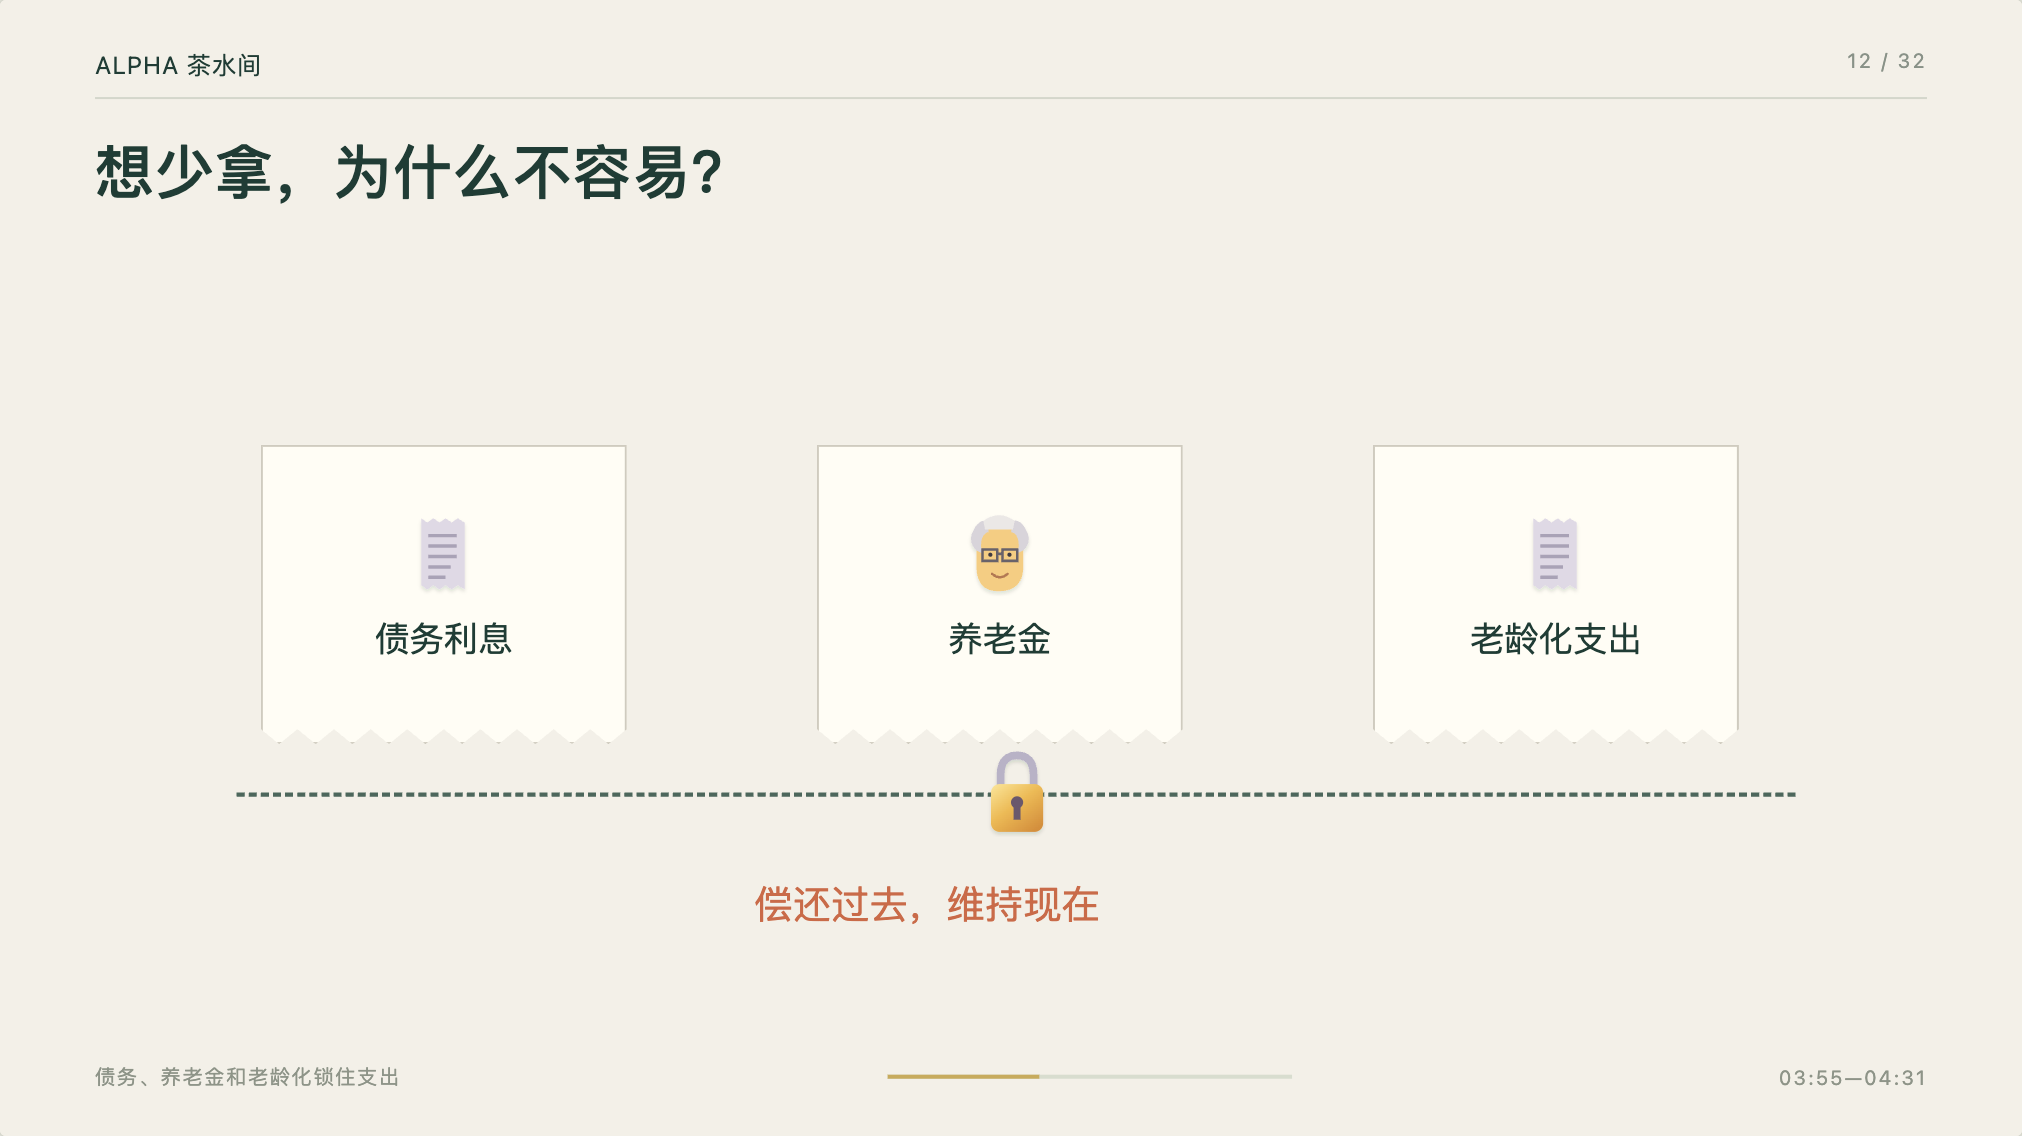 ALPHA 茶水间
12 / 32
想少拿，为什么不容易?
债务利息
养老金
老龄化支出
偿还过去，维持现在
债务、养老金和老龄化锁住支出
03:55—04:31